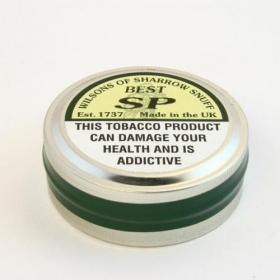 WILSONS OF SHARROW SNUFF
BEST
SP
Est. 1737 Made in the UK
THIS TOBACCO PRODUCT
CAN DAMAGE YOUR
HEALTH AND IS
ADDICTIVE